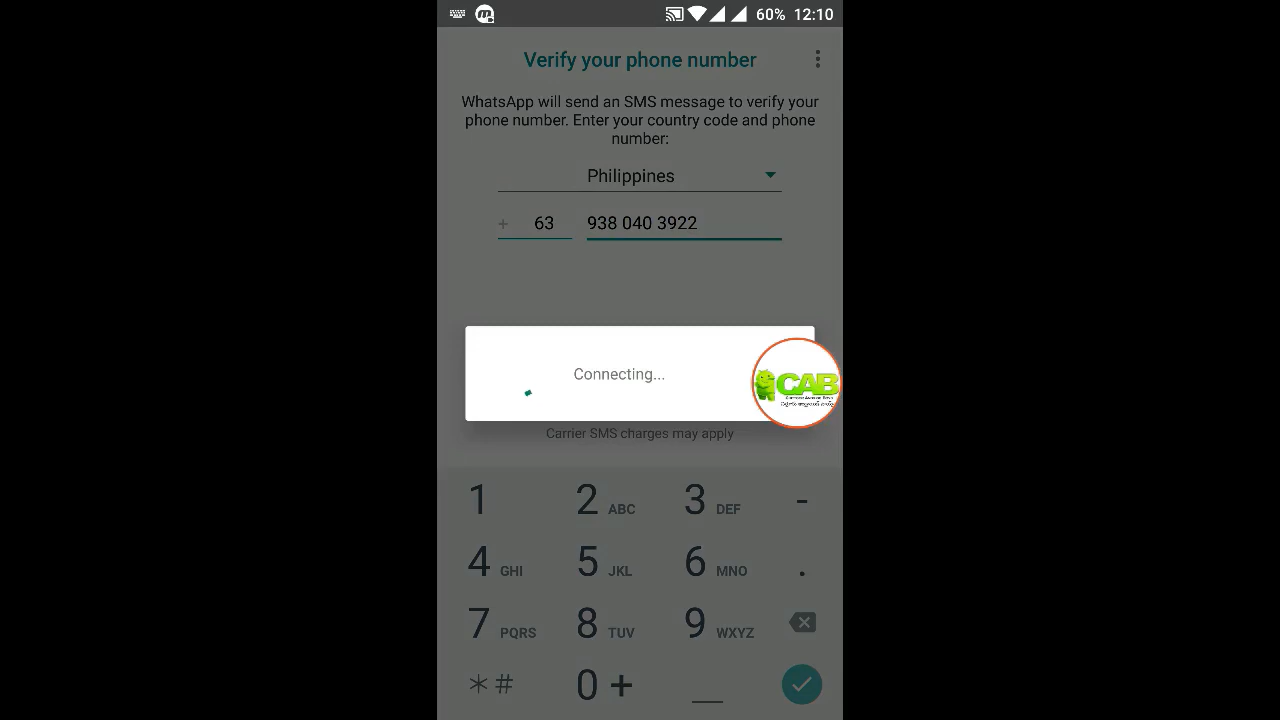 60% 12:10
Verify your phone number
WhatsApp will send an SMS message to verify your
phone number. Enter your country code and phone
number:
Philippines
+ 63 938 040 3922
Connecting...
CAB
Carrier SMS charges may apply
1 2 ABC 3 DEF -
4 GHI 5 JKL 6 MNO .
7 PQRS 8 TUV 9 WXYZ
*# 0 + _